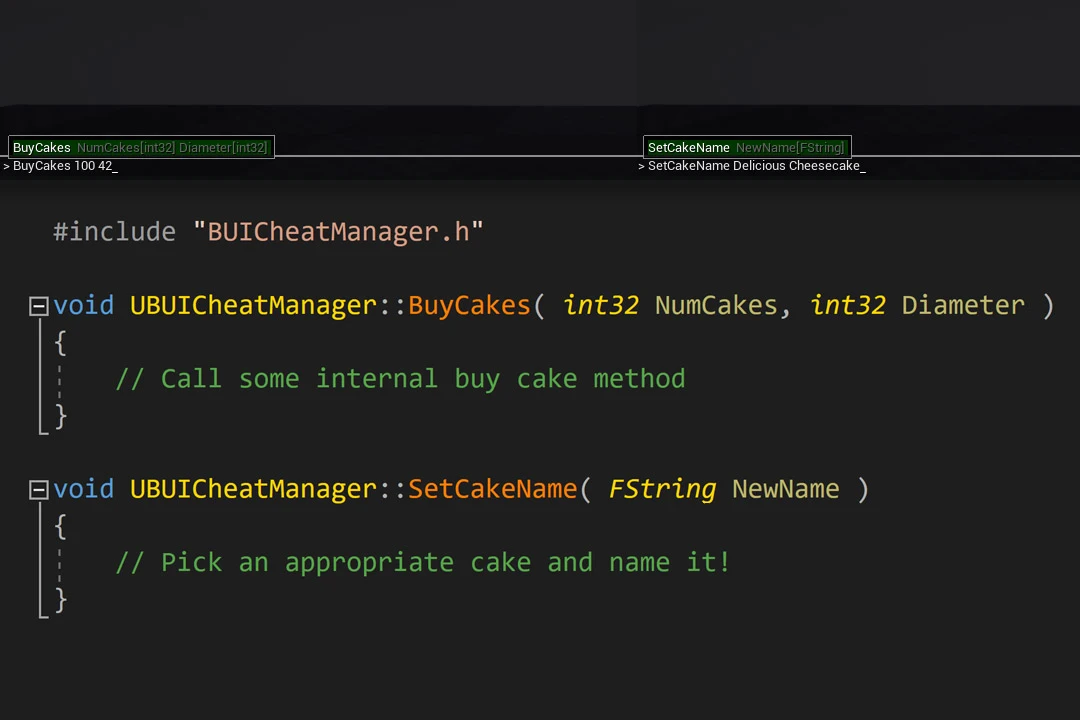 BuyCakes NumCakes[int32] Diameter[int32]
> BuyCakes 100 42_
SetCakeName NewName[FString]
> SetCakeName Delicious Cheesecake_
#include "BUICheatManager.h"
void UBUICheatManager::BuyCakes( int32 NumCakes, int32 Diameter )
{
// Call some internal buy cake method
}
void UBUICheatManager::SetCakeName( FString NewName )
{
// Pick an appropriate cake and name it!
}